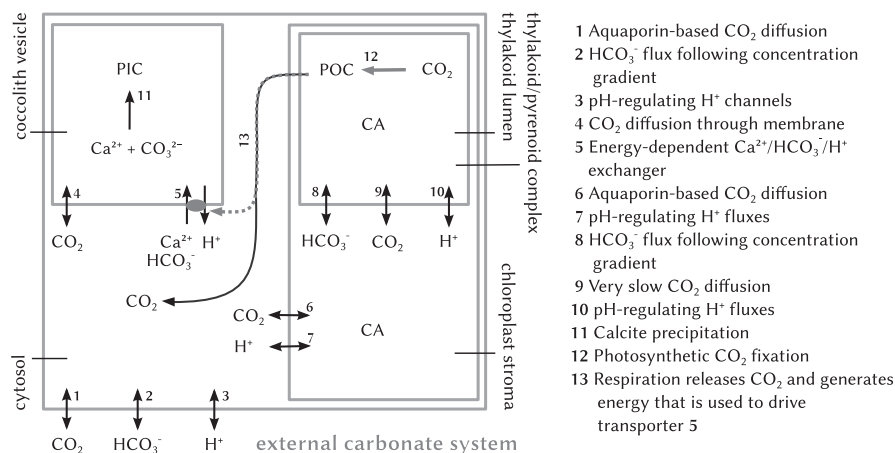 coccolith vesicle
cytosol
thylakoid lumen
thylakoid/pyrenoid complex
chloroplast stroma
PIC
11
Ca²⁺ + CO₃²⁻
POC
12
CO₂
CA
13
4
5
8
9
10
CO₂
Ca²⁺
H⁺
HCO₃⁻
HCO₃⁻
CO₂
H⁺
CO₂
CO₂
6
H⁺
7
CA
1
2
3
CO₂
HCO₃⁻
H⁺
external carbonate system
1 Aquaporin-based CO₂ diffusion
2 HCO₃⁻ flux following concentration
gradient
3 pH-regulating H⁺ channels
4 CO₂ diffusion through membrane
5 Energy-dependent Ca²⁺/HCO₃⁻/H⁺
exchanger
6 Aquaporin-based CO₂ diffusion
7 pH-regulating H⁺ fluxes
8 HCO₃⁻ flux following concentration
gradient
9 Very slow CO₂ diffusion
10 pH-regulating H⁺ fluxes
11 Calcite precipitation
12 Photosynthetic CO₂ fixation
13 Respiration releases CO₂ and generates
energy that is used to drive
transporter 5